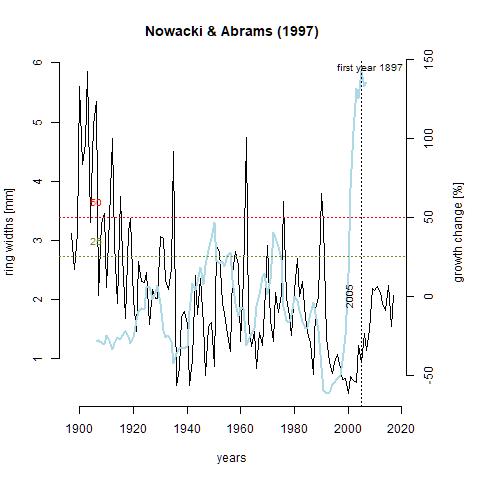 Nowacki & Abrams (1997)
first year 1897
6
5
4
3
2
1
ring widths [mm]
50
25
2005
150
100
50
0
-50
growth change [%]
1900 1920 1940 1960 1980 2000 2020
years